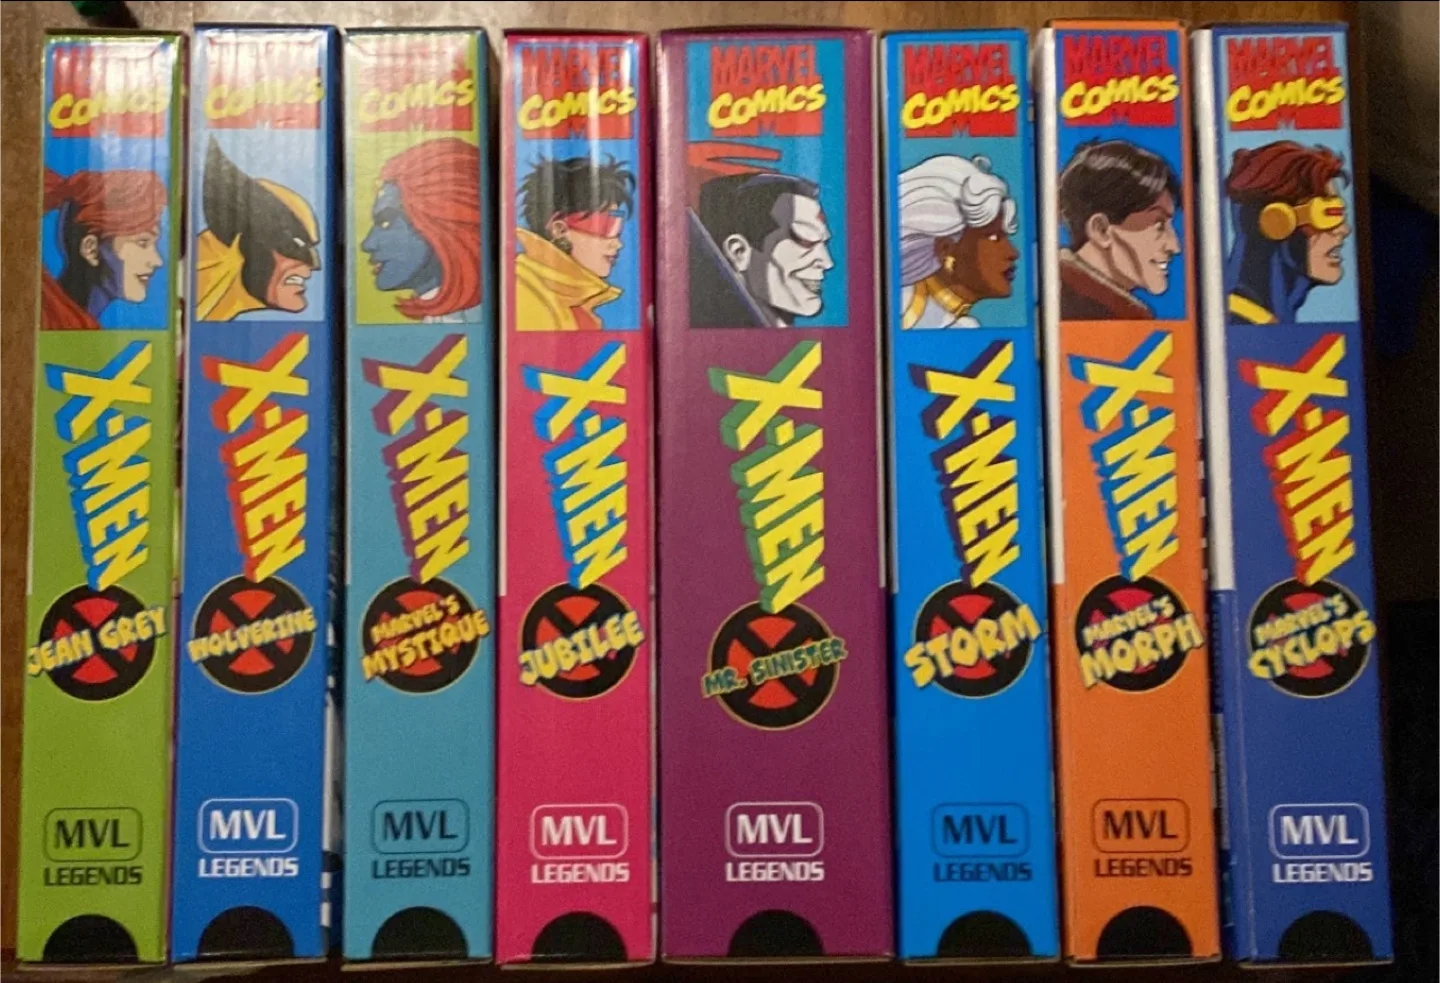 MARVEL
COMICS
X-MEN
JEAN GREY
MVL
LEGENDS
MARVEL
COMICS
X-MEN
WOLVERINE
MVL
LEGENDS
MARVEL
COMICS
X-MEN
MARVEL'S
MYSTIQUE
MVL
LEGENDS
MARVEL
COMICS
X-MEN
JUBILEE
MVL
LEGENDS
MARVEL
COMICS
X-MEN
MR. SINISTER
MVL
LEGENDS
MARVEL
COMICS
X-MEN
STORM
MVL
LEGENDS
MARVEL
COMICS
X-MEN
MARVEL'S
MORPH
MVL
LEGENDS
MARVEL
COMICS
X-MEN
MARVEL'S
CYCLOPS
MVL
LEGENDS